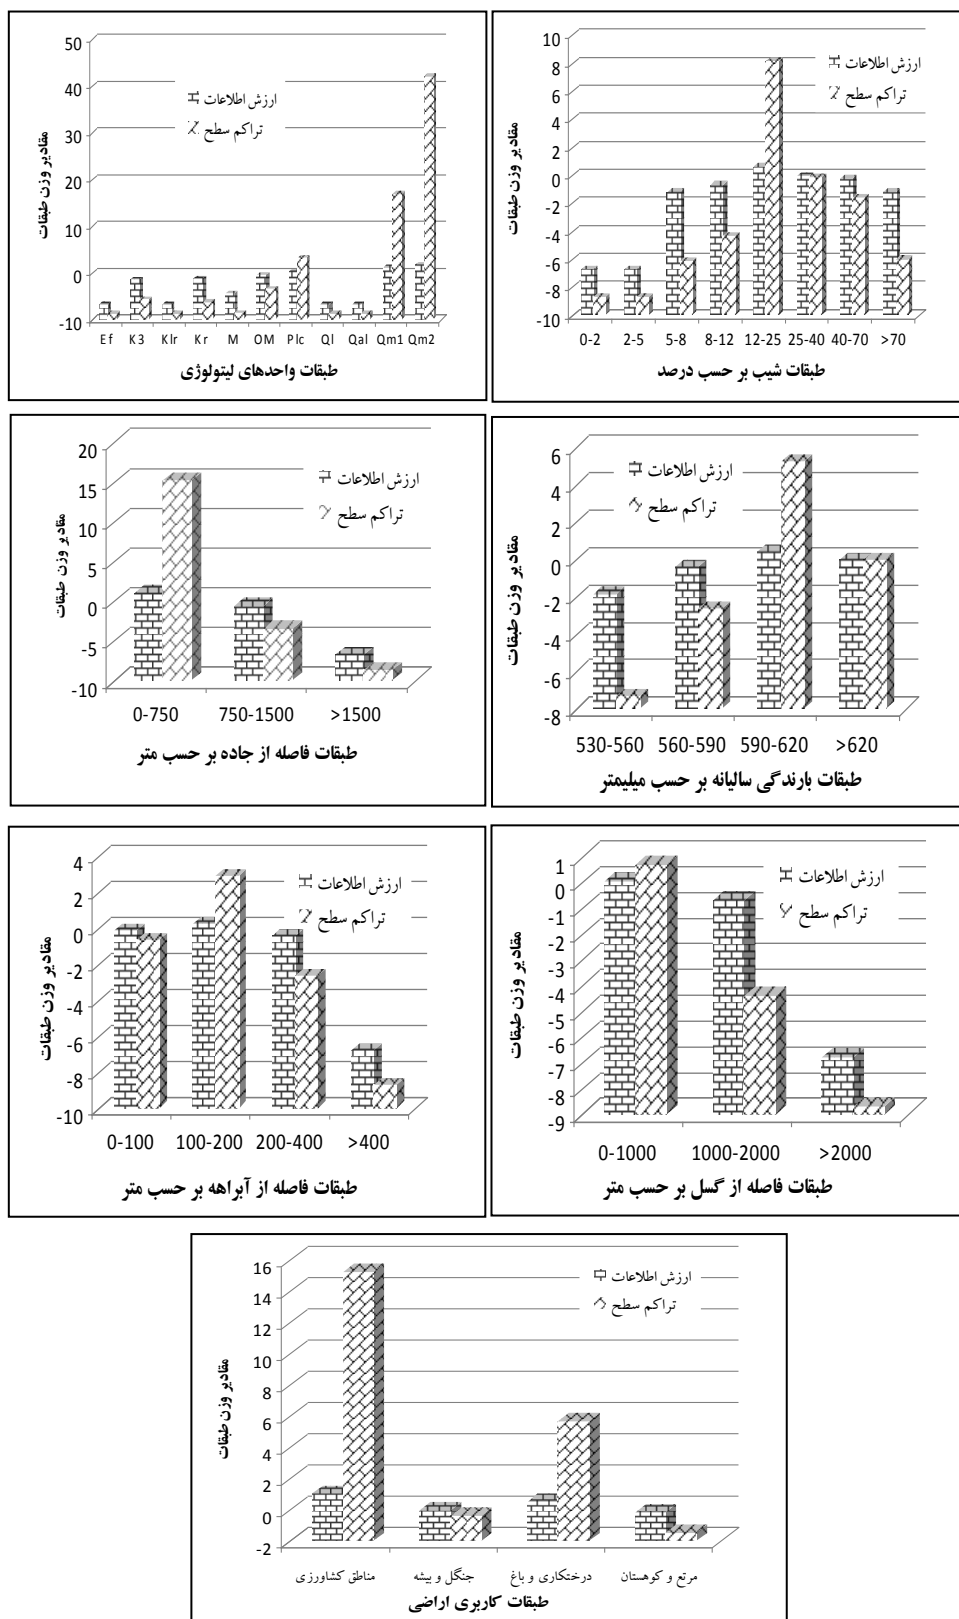 50
40
30
20
10
0
-10
مقادیر وزن طبقات
ارزش اطلاعات
تراکم سطح
Ef K3 Klr Kr M OM Plc Ql Qal Qm1 Qm2
طبقات واحدهای لیتولوژی
10
8
6
4
2
0
-2
-4
-6
-8
-10
مقادیر وزن طبقات
ارزش اطلاعات
تراکم سطح
0-2 2-5 5-8 8-12 12-25 25-40 40-70 >70
طبقات شیب بر حسب درصد
20
15
10
5
0
-5
-10
مقادیر وزن طبقات
ارزش اطلاعات
تراکم سطح
0-750 750-1500 >1500
طبقات فاصله از جاده بر حسب متر
6
4
2
0
-2
-4
-6
-8
مقادیر وزن طبقات
ارزش اطلاعات
تراکم سطح
530-560 560-590 590-620 >620
طبقات بارندگی سالیانه بر حسب میلیمتر
4
2
0
-2
-4
-6
-8
-10
مقادیر وزن طبقات
ارزش اطلاعات
تراکم سطح
0-100 100-200 200-400 >400
طبقات فاصله از آبراهه بر حسب متر
1
0
-1
-2
-3
-4
-5
-6
-7
-8
-9
مقادیر وزن طبقات
ارزش اطلاعات
تراکم سطح
0-1000 1000-2000 >2000
طبقات فاصله از گسل بر حسب متر
16
14
12
10
8
6
4
2
0
-2
مقادیر وزن طبقات
ارزش اطلاعات
تراکم سطح
مناطق کشاورزی جنگل و بیشه درختکاری و باغ مرتع و کوهستان
طبقات کاربری اراضی